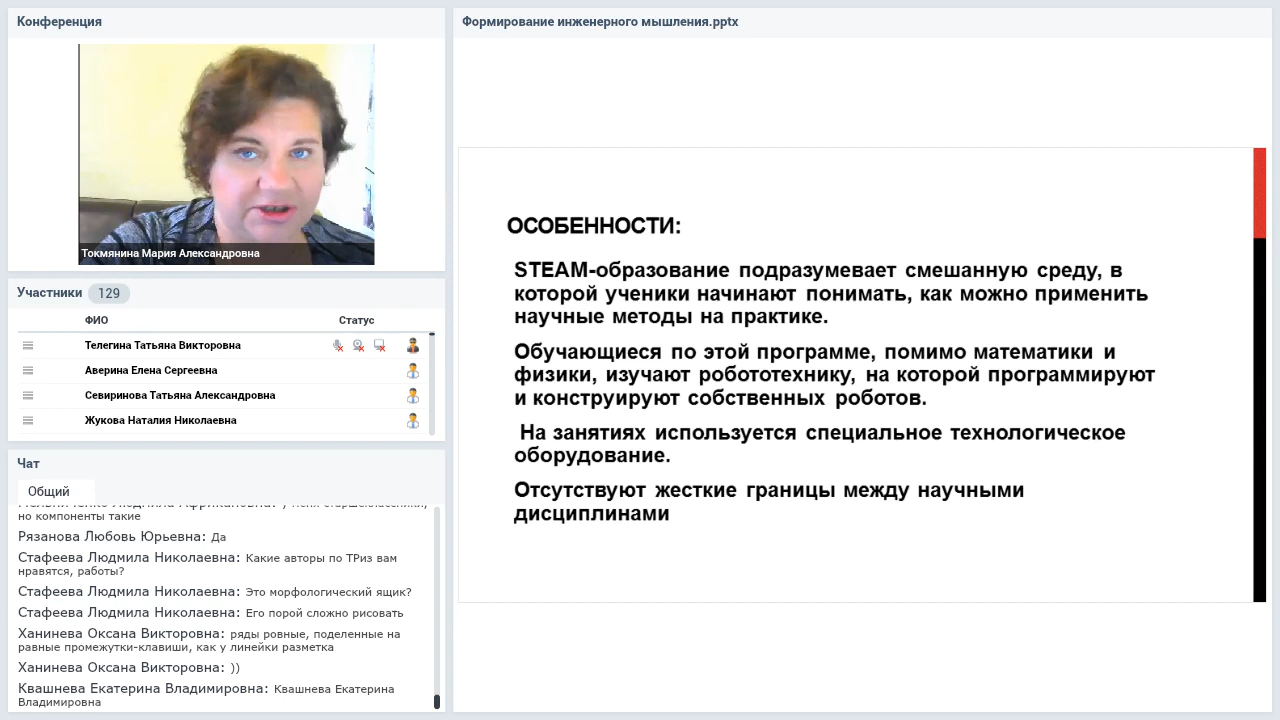 Конференция
Токмянина Мария Александровна
Участники 129
ФИО Статус
Телегина Татьяна Викторовна
Аверина Елена Сергеевна
Севиринова Татьяна Александровна
Жукова Наталия Николаевна
Чат
Общий
но компоненты такие
Рязанова Любовь Юрьевна: Да
Стафеева Людмила Николаевна: Какие авторы по ТРиз вам
нравятся, работы?
Стафеева Людмила Николаевна: Это морфологический ящик?
Стафеева Людмила Николаевна: Его порой сложно рисовать
Ханинева Оксана Викторовна: ряды ровные, поделенные на
равные промежутки-клавиши, как у линейки разметка
Ханинева Оксана Викторовна: ))
Квашнева Екатерина Владимировна: Квашнева Екатерина
Владимировна
Формирование инженерного мышления.pptx
ОСОБЕННОСТИ:
STEAM-образование подразумевает смешанную среду, в
которой ученики начинают понимать, как можно применить
научные методы на практике.
Обучающиеся по этой программе, помимо математики и
физики, изучают робототехнику, на которой программируют
и конструируют собственных роботов.
На занятиях используется специальное технологическое
оборудование.
Отсутствуют жесткие границы между научными
дисциплинами